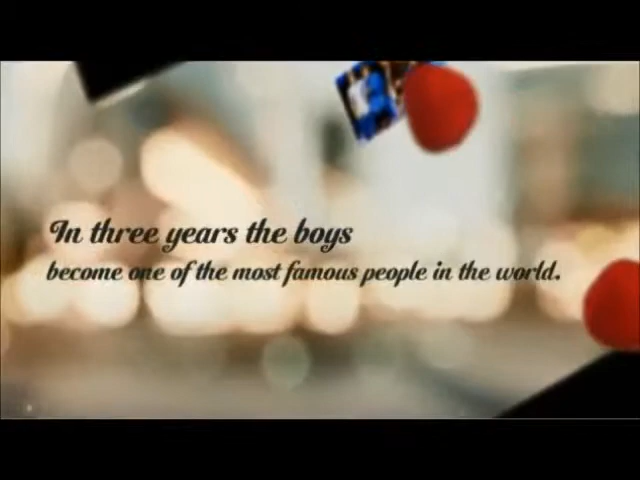 In three years the boys
become one of the most famous people in the world.